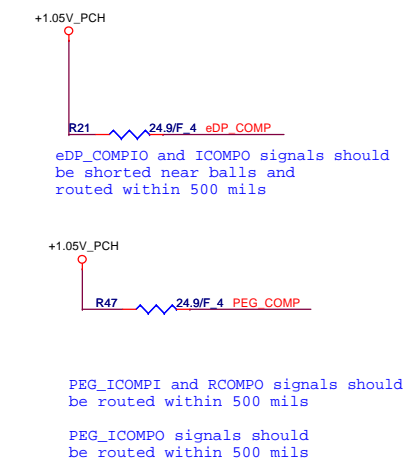 +1.05V_PCH
R21 24.9/F_4 eDP_COMP
eDP_COMPIO and ICOMPO signals should
be shorted near balls and
routed within 500 mils
+1.05V_PCH
R47 24.9/F_4 PEG_COMP
PEG_ICOMPI and RCOMPO signals should
be routed within 500 mils
PEG_ICOMPO signals should
be routed within 500 mils